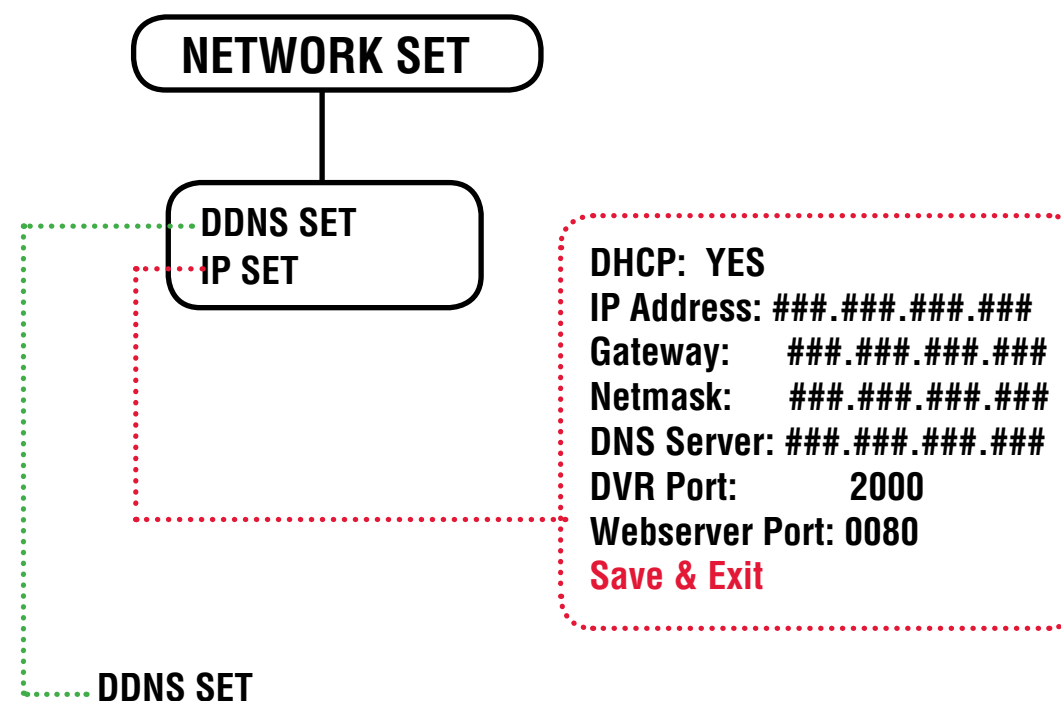 NETWORK SET
DDNS SET
IP SET
DHCP: YES
IP Address: ###.###.###.###
Gateway: ###.###.###.###
Netmask: ###.###.###.###
DNS Server: ###.###.###.###
DVR Port: 2000
Webserver Port: 0080
Save & Exit
DDNS SET